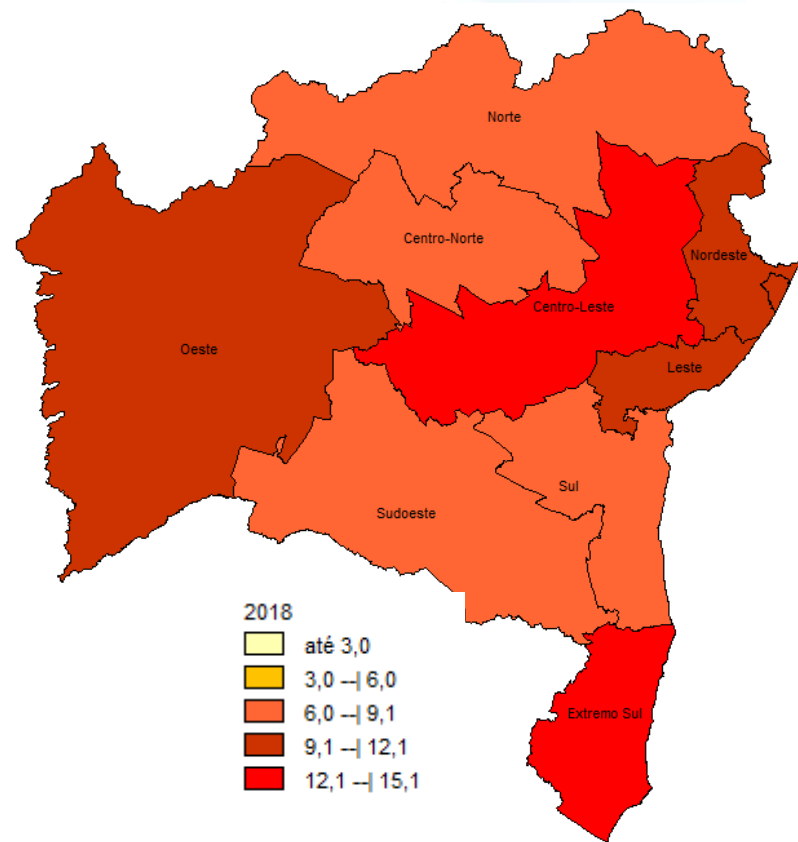 Norte
Centro-Norte
Nordeste
Centro-Leste
Oeste
Leste
Sul
Sudoeste
Extremo Sul
2018
até 3,0
3,0 --| 6,0
6,0 --| 9,1
9,1 --| 12,1
12,1 --| 15,1